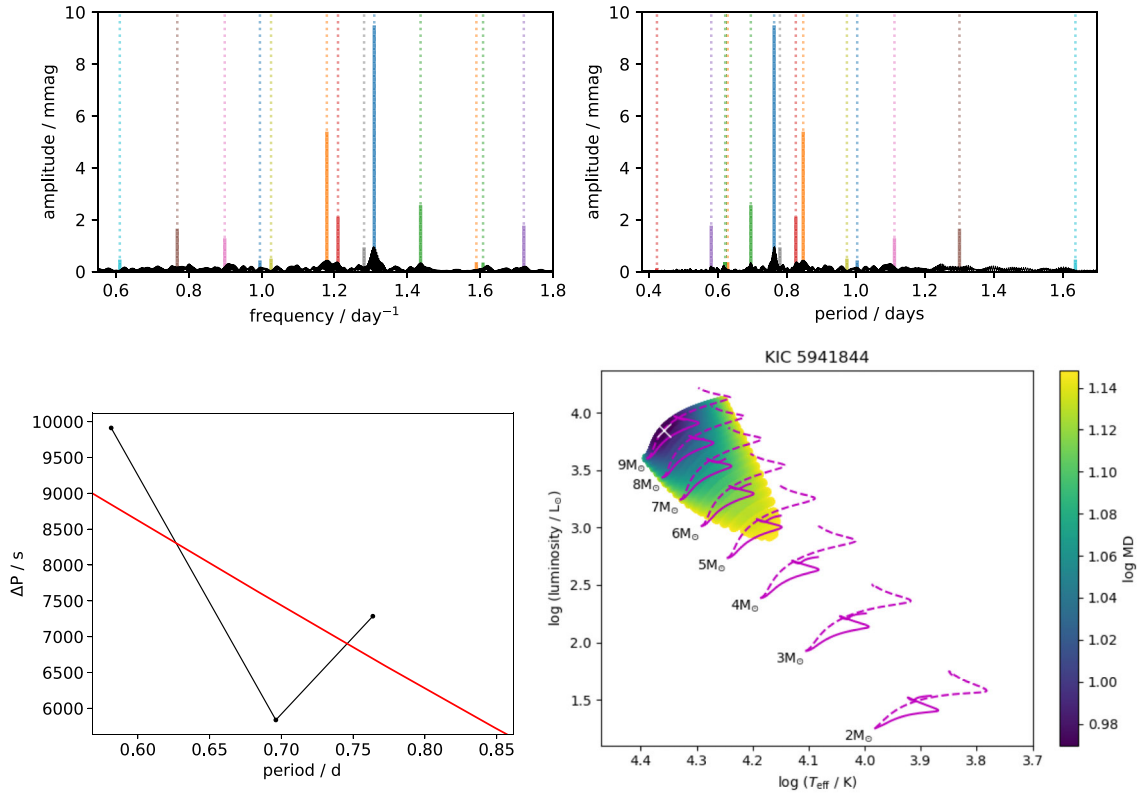 10
8
6
4
2
0
amplitude / mmag
0.6 0.8 1.0 1.2 1.4 1.6 1.8
frequency / day⁻¹
10
8
6
4
2
0
amplitude / mmag
0.4 0.6 0.8 1.0 1.2 1.4 1.6
period / days
10000
9500
9000
8500
8000
7500
7000
6500
6000
ΔP / s
0.60 0.65 0.70 0.75 0.80 0.85
period / d
KIC 5941844
4.0
3.5
3.0
2.5
2.0
1.5
log (luminosity / L⊙)
9M⊙
8M⊙
7M⊙
6M⊙
5M⊙
4M⊙
3M⊙
2M⊙
4.4 4.3 4.2 4.1 4.0 3.9 3.8 3.7
log (Teff / K)
1.14
1.12
1.10
1.08
1.06
1.04
1.02
1.00
0.98
log MD